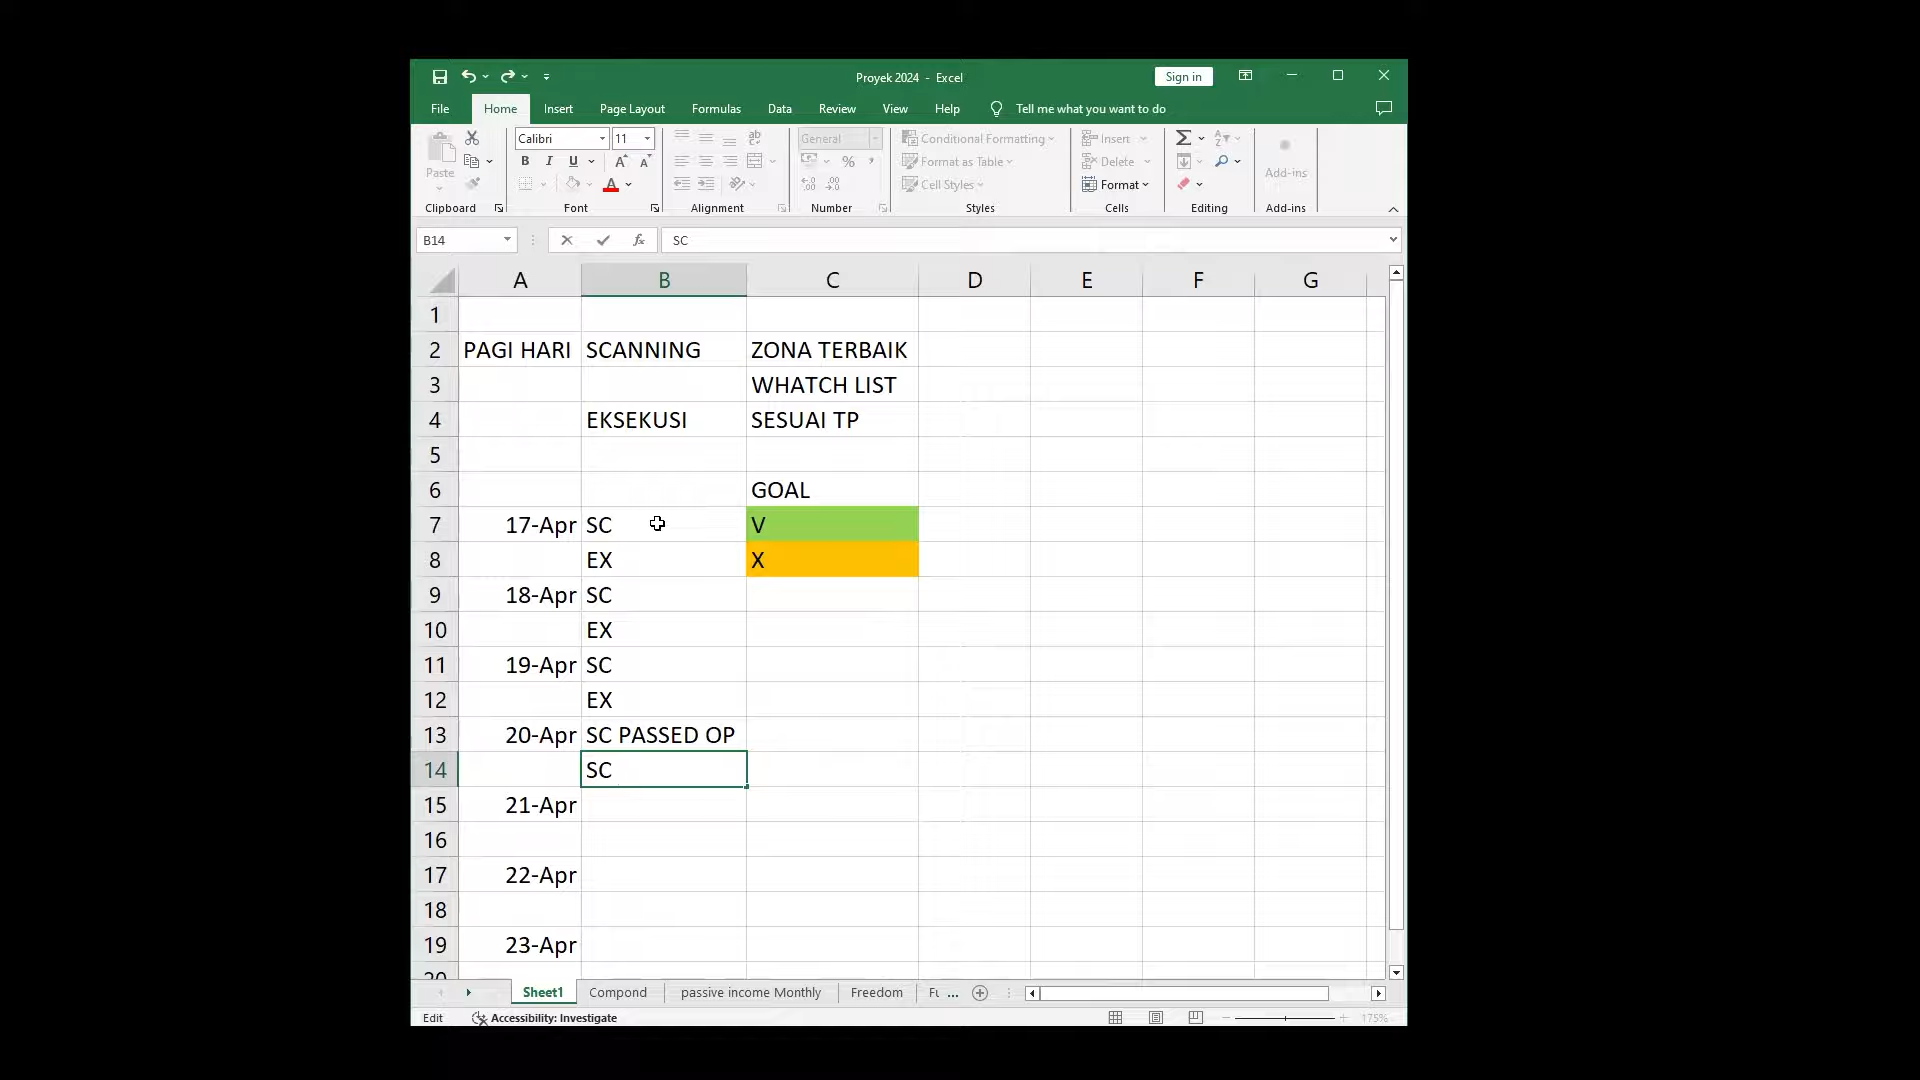 Proyek 2024 - Excel
Sign in
File Home Insert Page Layout Formulas Data Review View Help Tell me what you want to do
Paste
Calibri 11
B I U
ab
General
%
Conditional Formatting
Format as Table
Cell Styles
Insert
Delete
Format
Add-ins
Clipboard Font Alignment Number Styles Cells Editing Add-ins
B14 fx SC
A B C D E F G
1
2 PAGI HARI SCANNING ZONA TERBAIK
3 WHATCH LIST
4 EKSEKUSI SESUAI TP
5
6 GOAL
7 17-Apr SC V
8 EX X
9 18-Apr SC
10 EX
11 19-Apr SC
12 EX
13 20-Apr SC PASSED OP
14 SC
15 21-Apr
16
17 22-Apr
18
19 23-Apr
20
Sheet1 Compond passive income Monthly Freedom Fu ...
Edit Accessibility: Investigate 175%